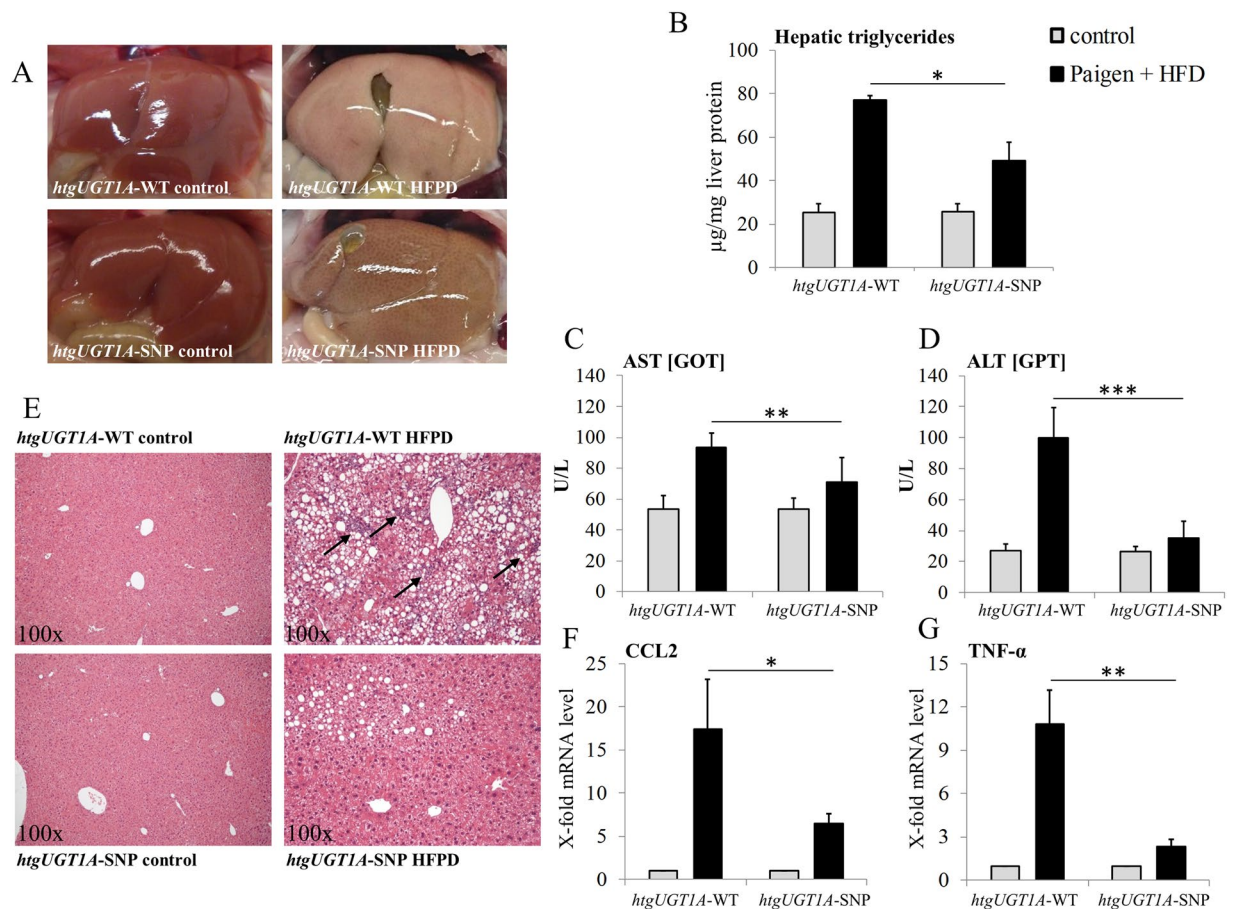 A
htgUGT1A-WT control
htgUGT1A-WT HFPD
htgUGT1A-SNP control
htgUGT1A-SNP HFPD
B
Hepatic triglycerides
control
Paigen + HFD
µg/mg liver protein
100
80
60
40
20
0
*
htgUGT1A-WT
htgUGT1A-SNP
C
AST [GOT]
U/L
140
120
100
80
60
40
20
0
**
htgUGT1A-WT
htgUGT1A-SNP
D
ALT [GPT]
U/L
140
120
100
80
60
40
20
0
***
htgUGT1A-WT
htgUGT1A-SNP
E
htgUGT1A-WT control
htgUGT1A-WT HFPD
100x
100x
100x
100x
htgUGT1A-SNP control
htgUGT1A-SNP HFPD
F
CCL2
X-fold mRNA level
25
20
15
10
5
0
*
htgUGT1A-WT
htgUGT1A-SNP
G
TNF-α
X-fold mRNA level
15
12
9
6
3
0
**
htgUGT1A-WT
htgUGT1A-SNP